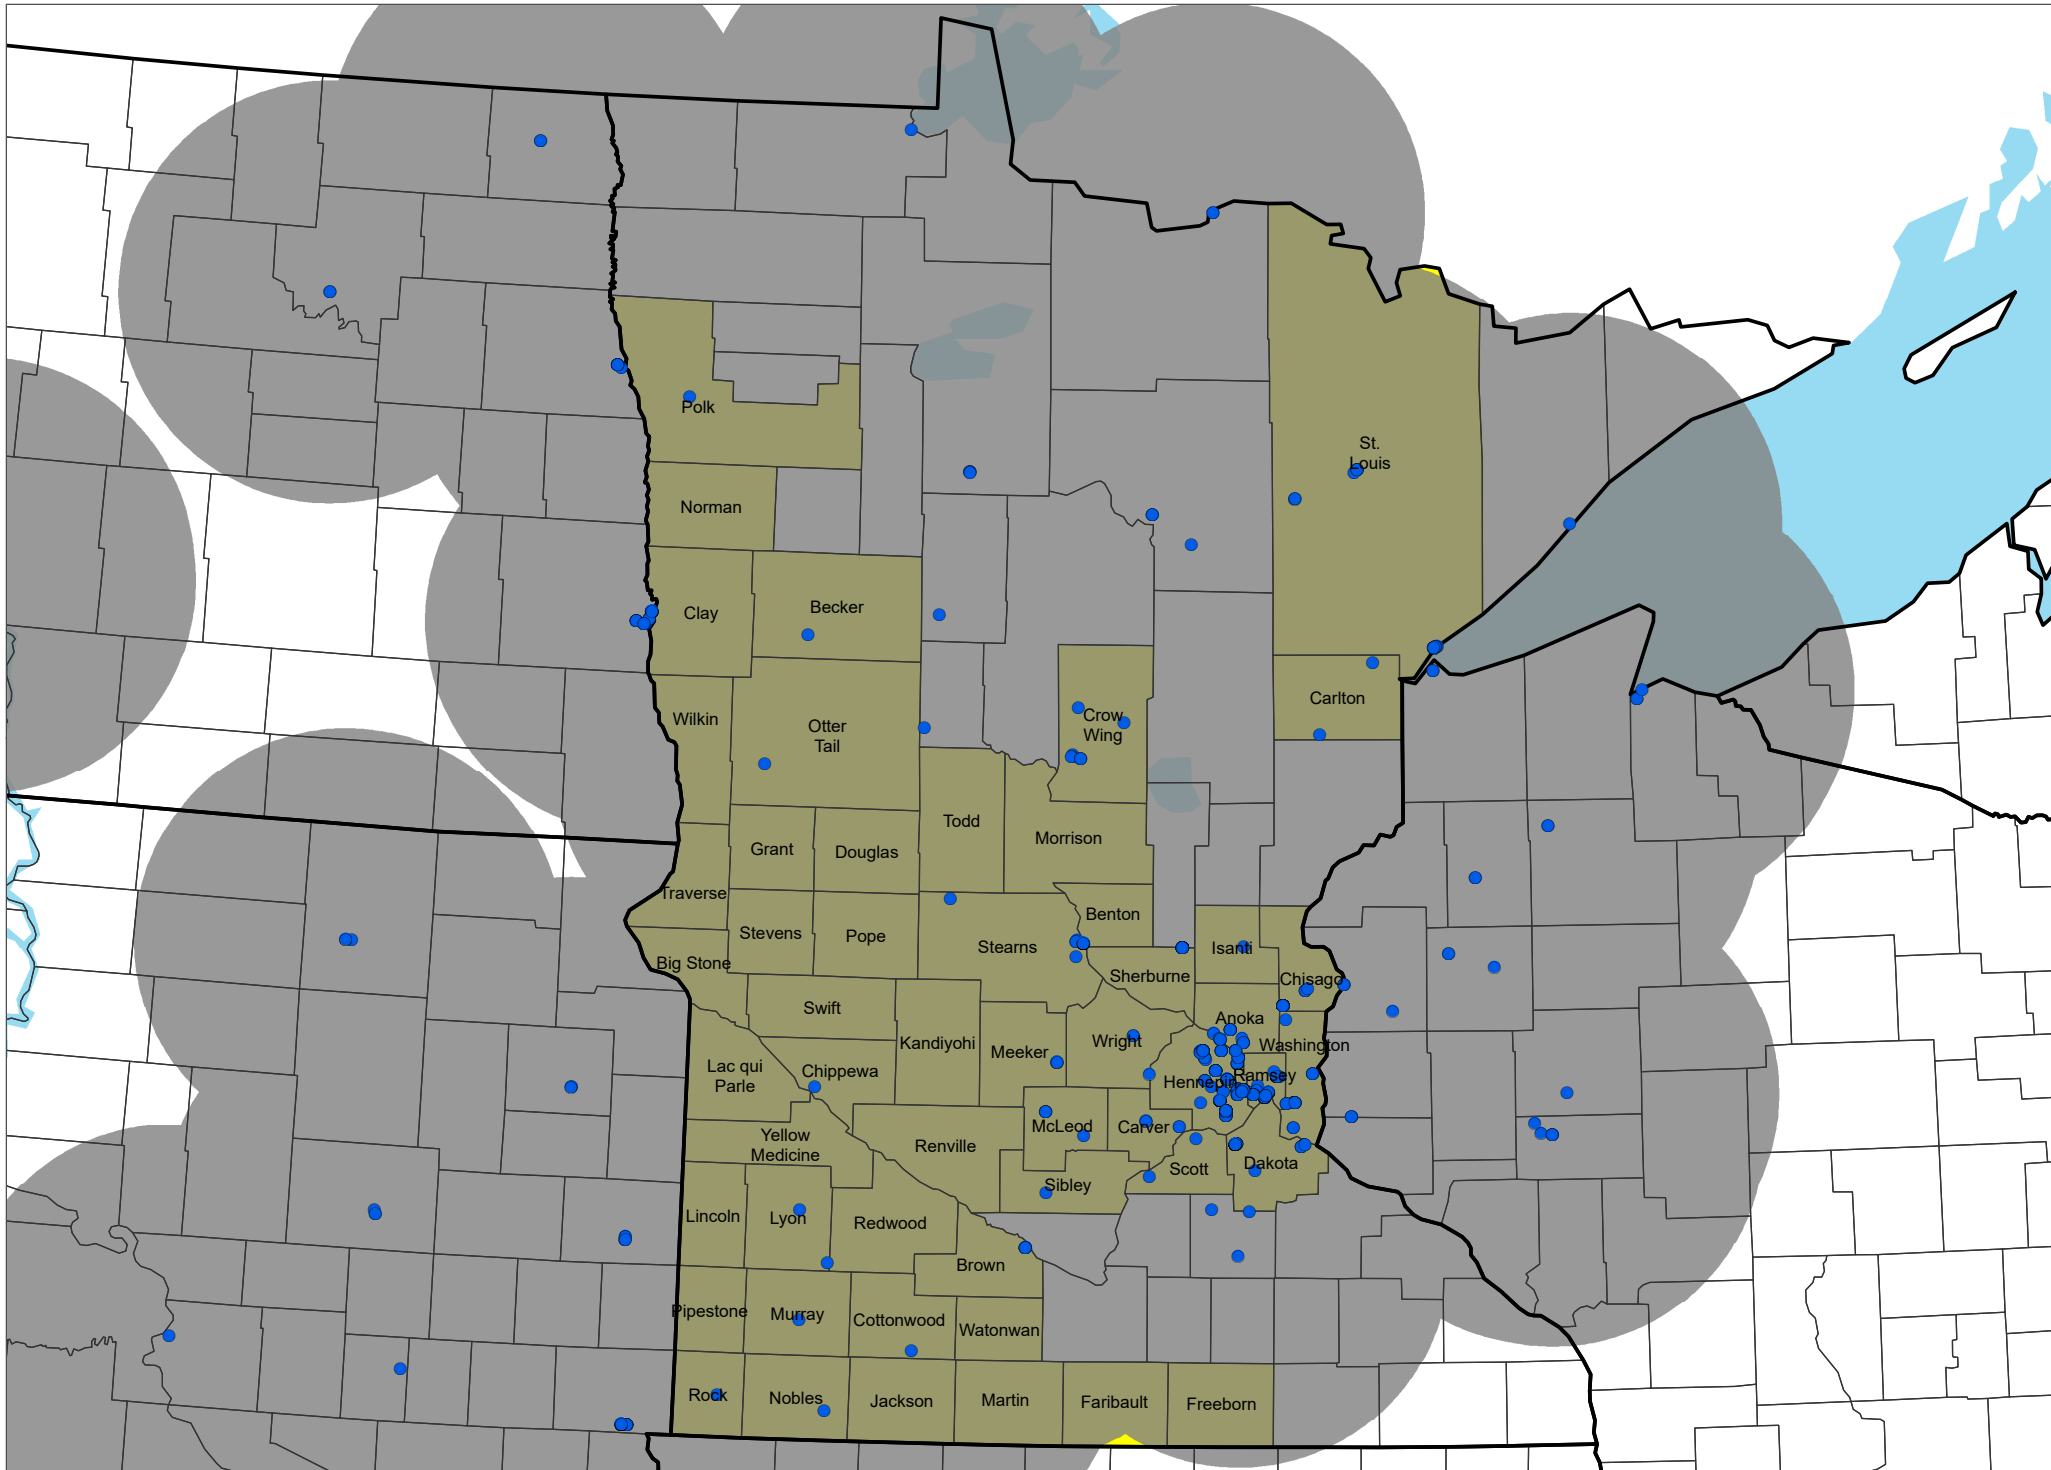 Polk
St.
Louis
Norman
Clay
Becker
Wilkin
Otter
Tail
Crow
Wing
Carlton
Todd
Morrison
Grant
Douglas
Traverse
Stevens
Pope
Stearns
Benton
Big Stone
Isanti
Sherburne
Chisago
Swift
Anoka
Kandiyohi
Meeker
Wright
Washington
Lac qui
Parle
Chippewa
Hennepin
Ramsey
McLeod
Carver
Yellow
Medicine
Renville
Scott
Dakota
Sibley
Lincoln
Lyon
Redwood
Brown
Pipestone
Murray
Cottonwood
Watonwan
Rock
Nobles
Jackson
Martin
Faribault
Freeborn